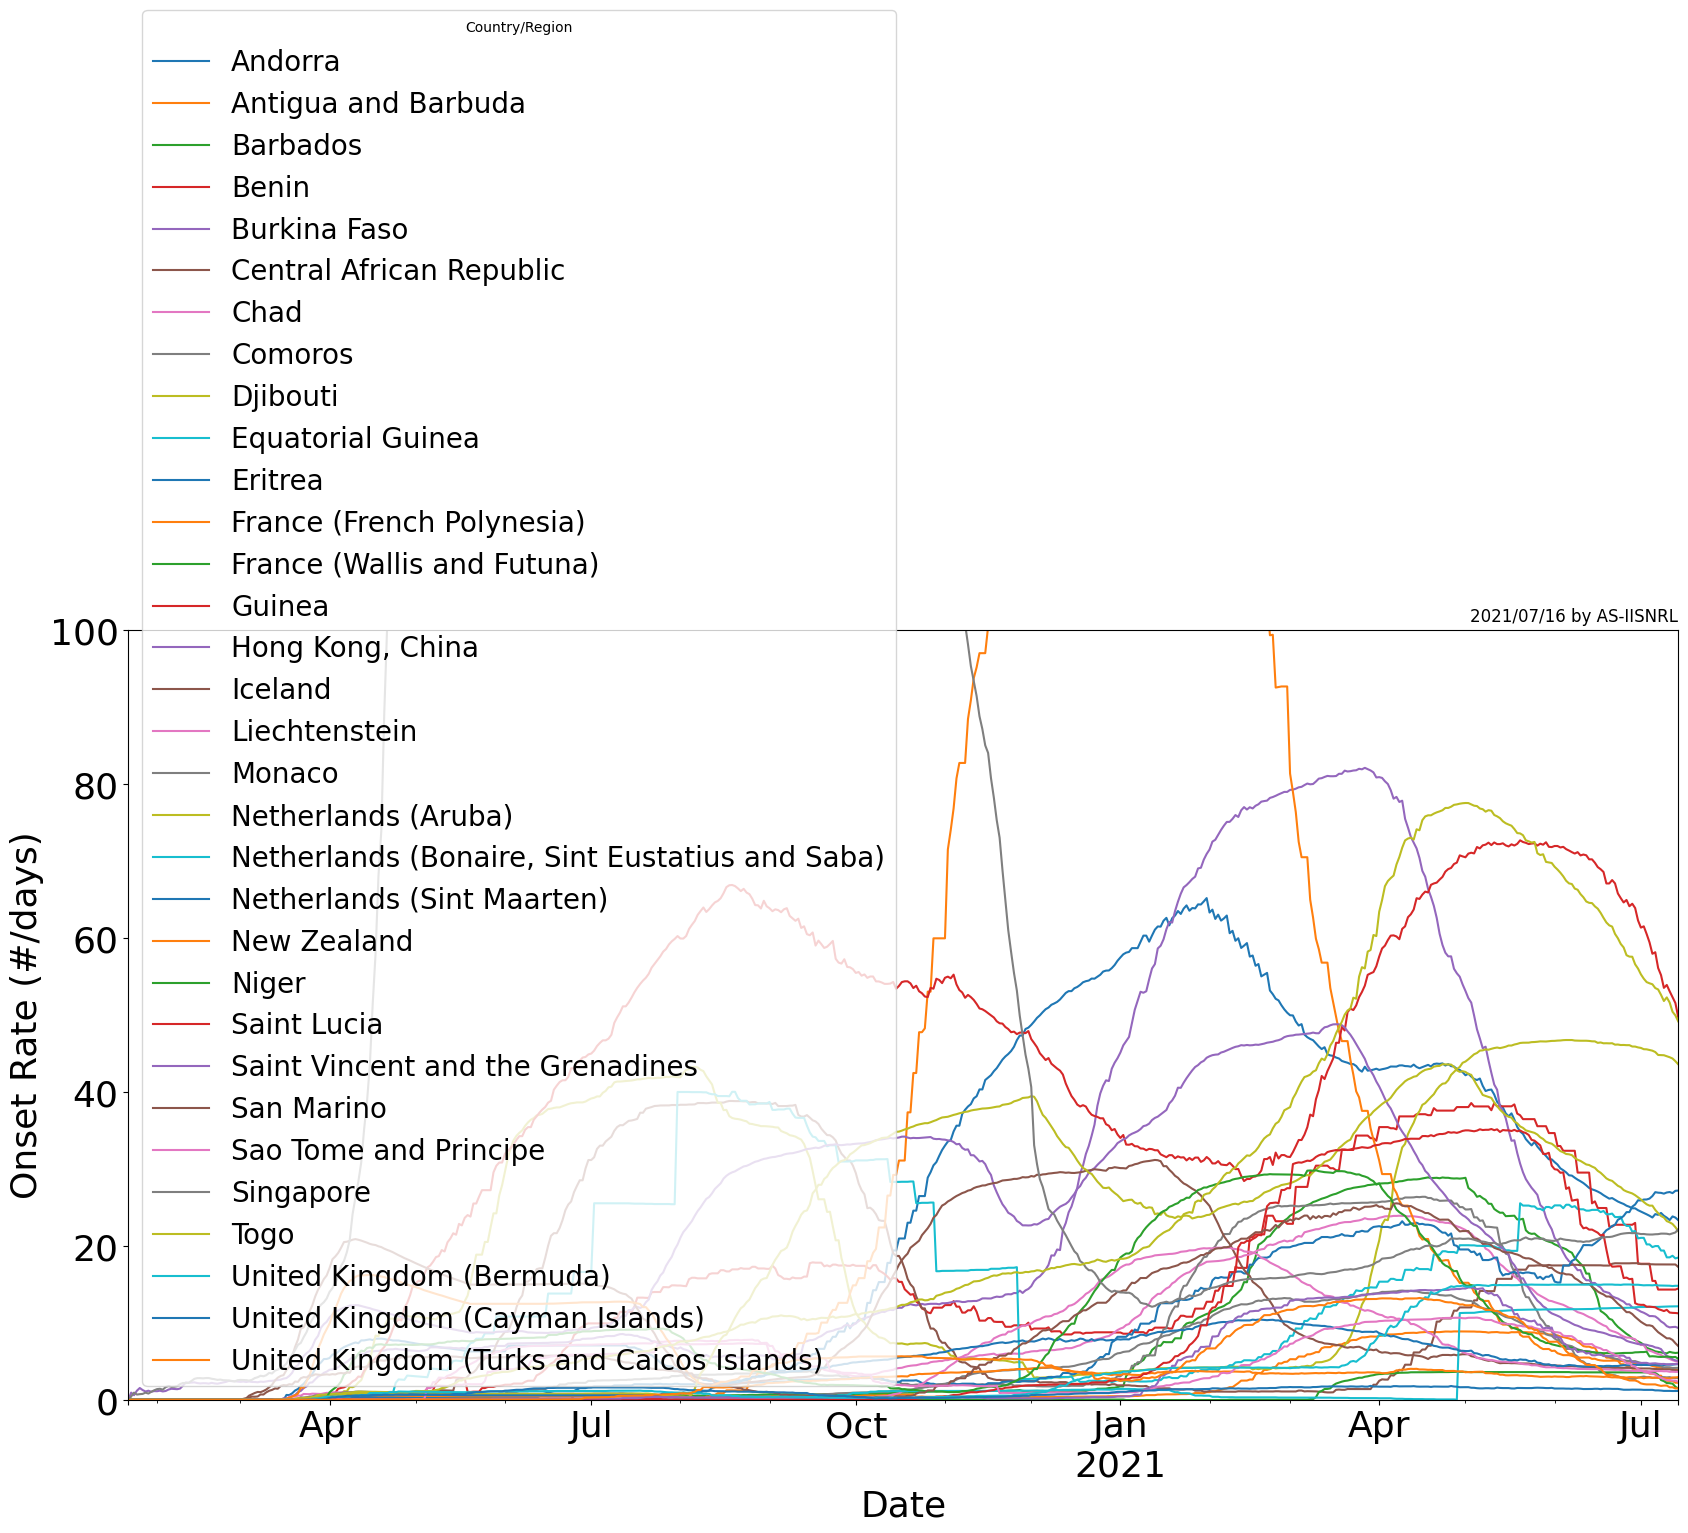 Country/Region
Andorra
Antigua and Barbuda
Barbados
Benin
Burkina Faso
Central African Republic
Chad
Comoros
Djibouti
Equatorial Guinea
Eritrea
France (French Polynesia)
France (Wallis and Futuna)
Guinea
Hong Kong, China
Iceland
Liechtenstein
Monaco
Netherlands (Aruba)
Netherlands (Bonaire, Sint Eustatius and Saba)
Netherlands (Sint Maarten)
New Zealand
Niger
Saint Lucia
Saint Vincent and the Grenadines
San Marino
Sao Tome and Principe
Singapore
Togo
United Kingdom (Bermuda)
United Kingdom (Cayman Islands)
United Kingdom (Turks and Caicos Islands)
2021/07/16 by AS-IISNRL
Onset Rate (#/days)
100
80
60
40
20
0
Apr
Jul
Oct
Jan
2021
Apr
Jul
Date